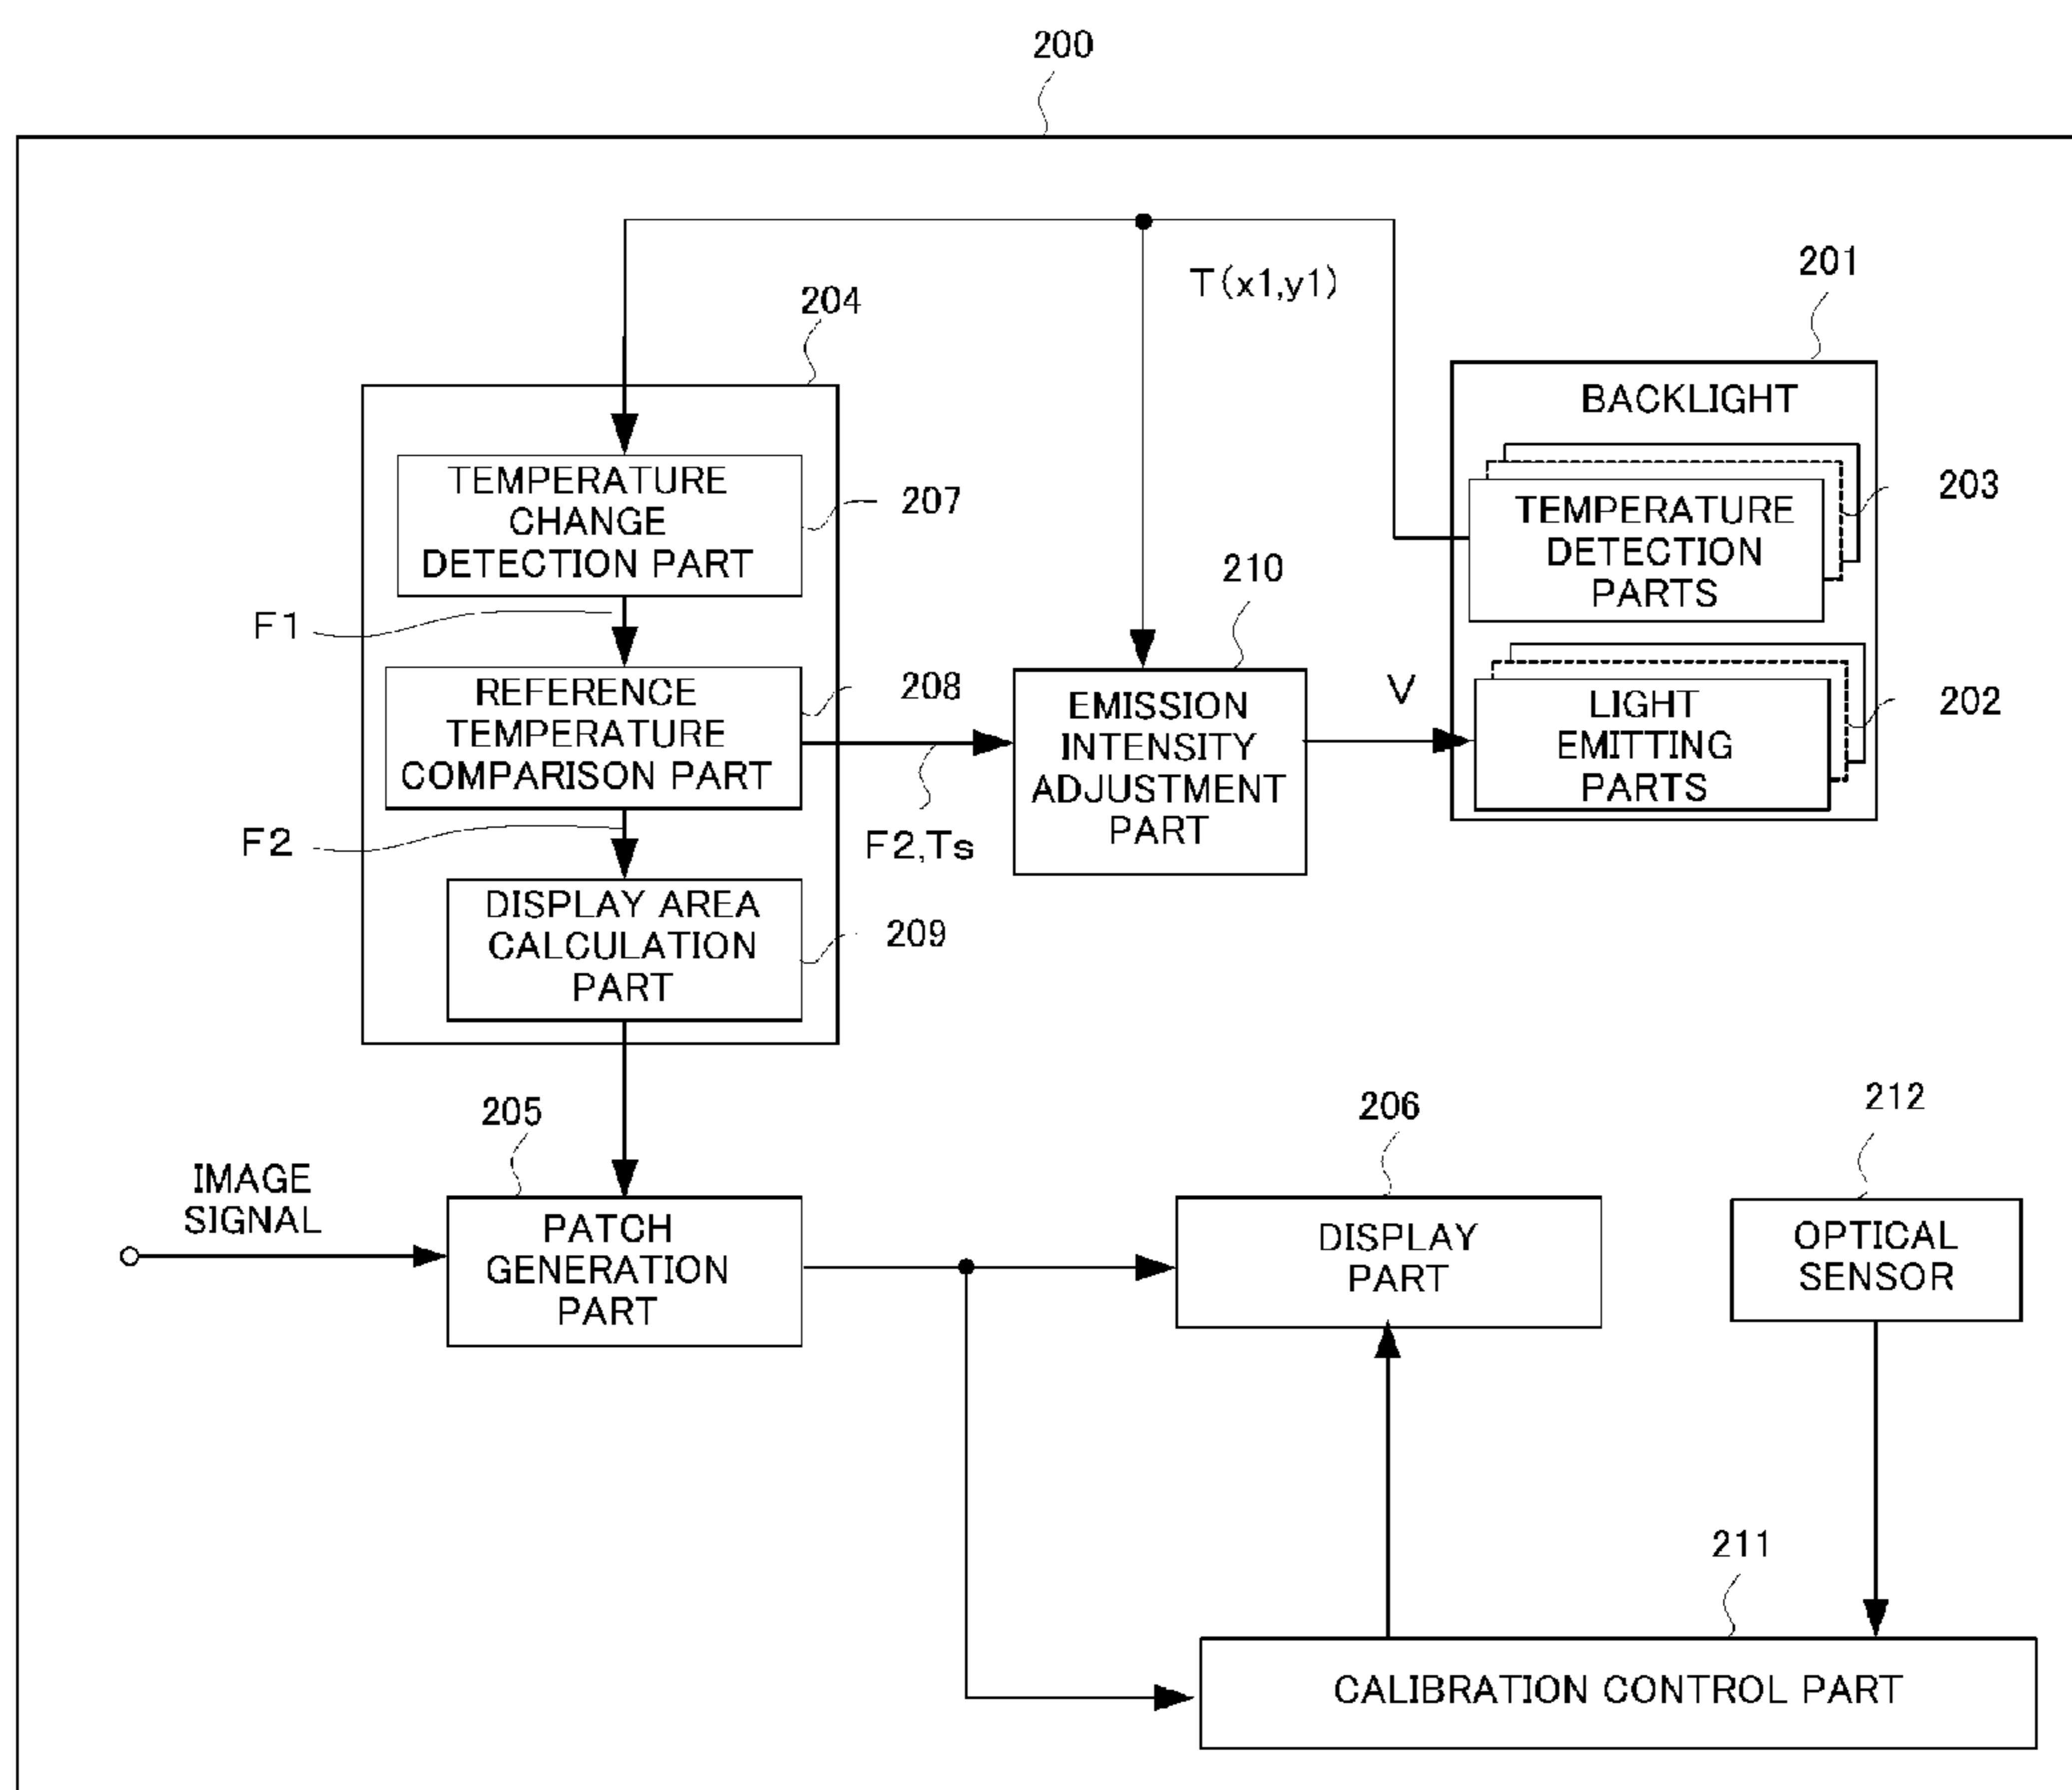 200
T(x1,y1)
201
204
BACKLIGHT
TEMPERATURE
CHANGE
DETECTION PART
207
TEMPERATURE
DETECTION
PARTS
203
210
F1
REFERENCE
TEMPERATURE
COMPARISON PART
208
EMISSION
INTENSITY
ADJUSTMENT
PART
V
LIGHT
EMITTING
PARTS
202
F2
F2,Ts
DISPLAY AREA
CALCULATION
PART
209
205
206
212
IMAGE
SIGNAL
PATCH
GENERATION
PART
DISPLAY
PART
OPTICAL
SENSOR
211
CALIBRATION CONTROL PART